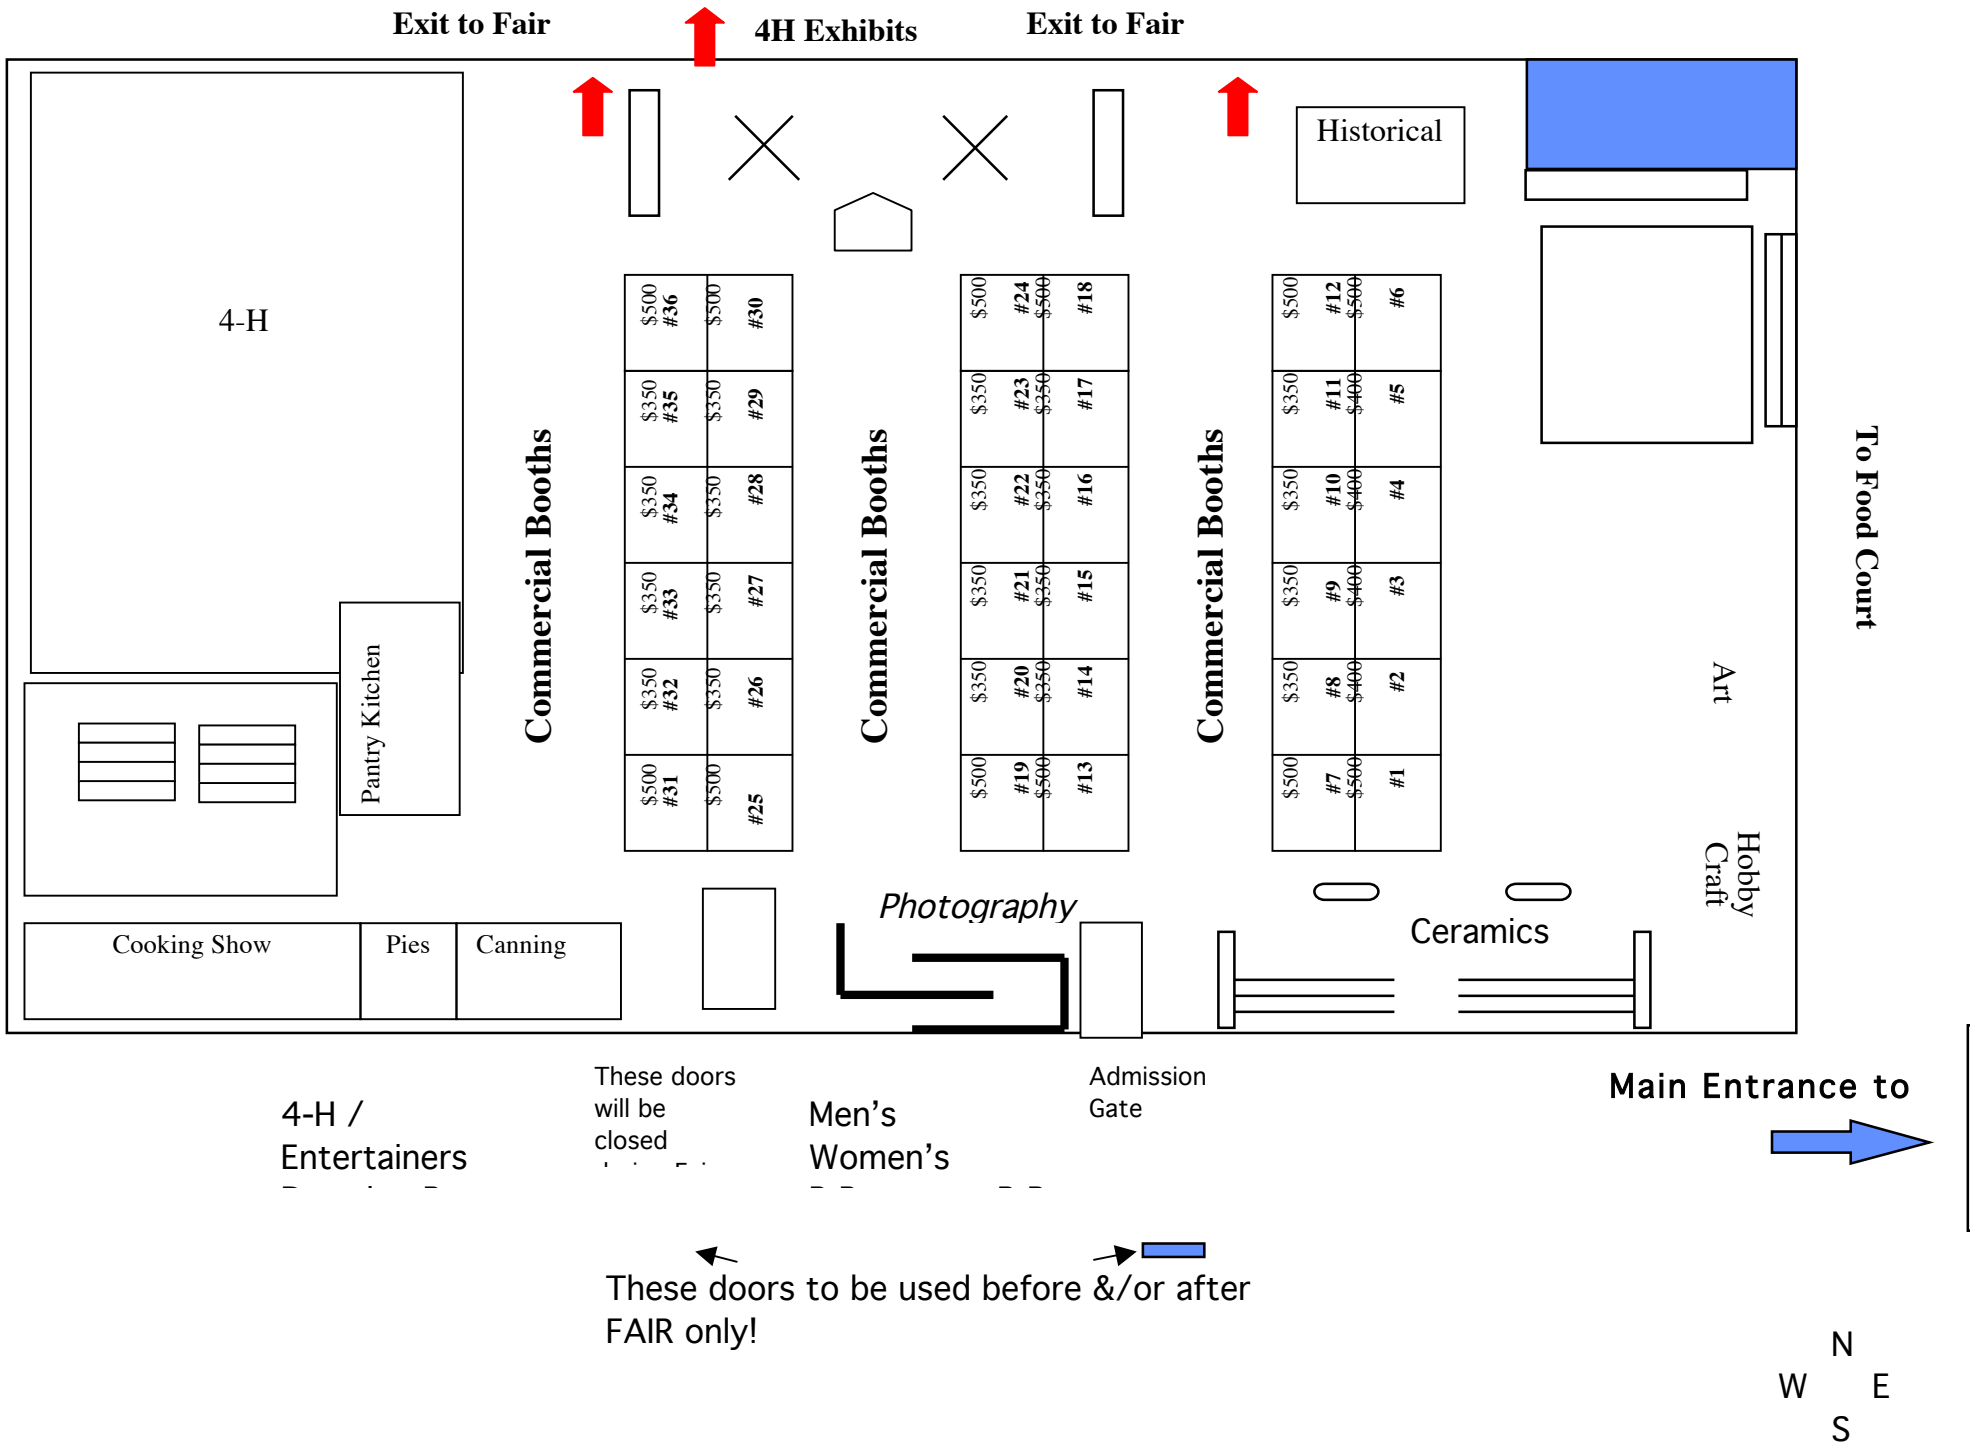 Exit to Fair
4H Exhibits
Exit to Fair
Historical
4-H
$500
#36
$500
#30
$500
#24
$500
#18
$500
#12
$500
#6
$350
#35
$350
#29
$350
#23
$350
#17
$350
#11
$400
#5
$350
#34
$350
#28
$350
#22
$350
#16
$350
#10
$400
#4
$350
#33
$350
#27
$350
#21
$350
#15
$350
#9
$400
#3
$350
#32
$350
#26
$350
#20
$350
#14
$350
#8
$400
#2
$500
#31
$500
#25
$500
#19
$500
#13
$500
#7
$500
#1
Commercial Booths
Commercial Booths
Commercial Booths
To Food Court
Art
Pantry Kitchen
Hobby
Craft
Photography
Ceramics
Cooking Show
Pies
Canning
These doors
will be
closed
Admission
Gate
Main Entrance to
4-H /
Entertainers
Men's
Women's
These doors to be used before &/or after
FAIR only!
N
W E
S